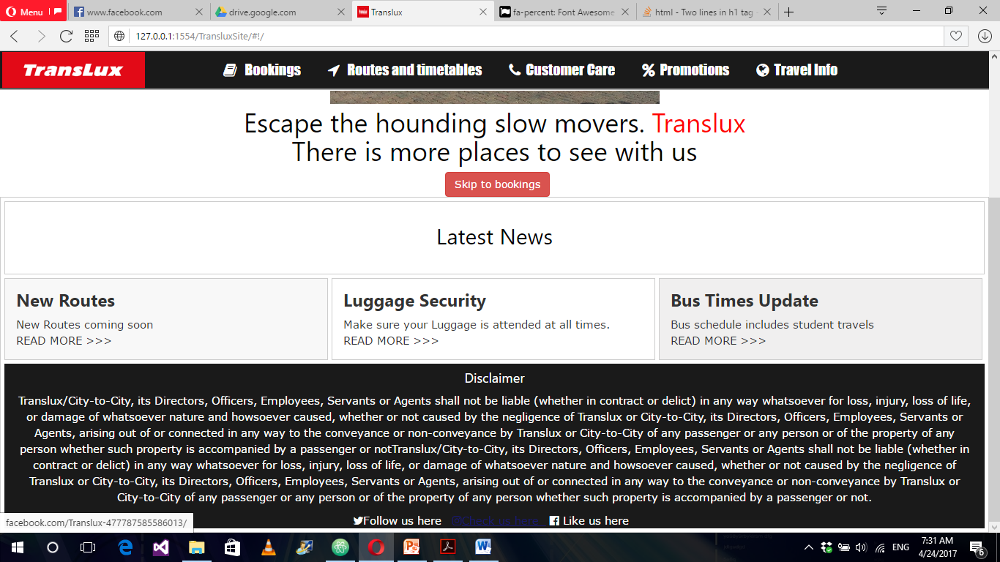 Menu
www.facebook.com
drive.google.com
Translux
fa-percent: Font Awesome
html - Two lines in h1 tag
127.0.0.1:1554/TransluxSite/#!/
TRANSLUX
Bookings
Routes and timetables
Customer Care
% Promotions
Travel Info
Escape the hounding slow movers. Translux
There is more places to see with us
Skip to bookings
Latest News
New Routes
New Routes coming soon
READ MORE >>>
Luggage Security
Make sure your Luggage is attended at all times.
READ MORE >>>
Bus Times Update
Bus schedule includes student travels
READ MORE >>>
Disclaimer
Translux/City-to-City, its Directors, Officers, Employees, Servants or Agents shall not be liable (whether in contract or delict) in any way whatsoever for loss, injury, loss of life,
or damage of whatsoever nature and howsoever caused, whether or not caused by the negligence of Translux or City-to-City, its Directors, Officers, Employees, Servants or
Agents, arising out of or connected in any way to the conveyance or non-conveyance by Translux or City-to-City of any passenger or any person or of the property of any
person whether such property is accompanied by a passenger or notTranslux/City-to-City, its Directors, Officers, Employees, Servants or Agents shall not be liable (whether in
contract or delict) in any way whatsoever for loss, injury, loss of life, or damage of whatsoever nature and howsoever caused, whether or not caused by the negligence of
Translux or City-to-City, its Directors, Officers, Employees, Servants or Agents, arising out of or connected in any way to the conveyance or non-conveyance by Translux or
City-to-City of any passenger or any person or of the property of any person whether such property is accompanied by a passenger or not.
Follow us here
Check us here
Like us here
facebook.com/Translux-477787585586013/
ENG
7:31 AM
4/24/2017
6